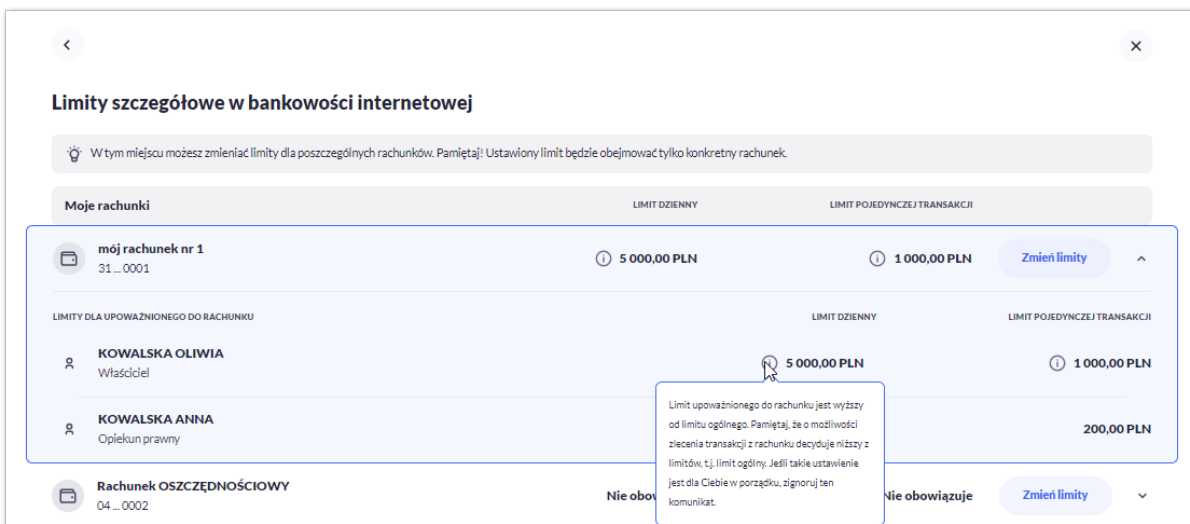 Limity szczegółowe w bankowości internetowej
W tym miejscu możesz zmieniać limity dla poszczególnych rachunków. Pamiętaj! Ustawiony limit będzie obejmować tylko konkretny rachunek.
Moje rachunki LIMIT DZIENNY LIMIT POJEDYNCZEJ TRANSAKCJI
mój rachunek nr 1
31 ... 0001
5 000,00 PLN 1 000,00 PLN Zmień limity
LIMITY DLA UPOWAŻNIONEGO DO RACHUNKU LIMIT DZIENNY LIMIT POJEDYNCZEJ TRANSAKCJI
KOWALSKA OLIWIA
Właściciel
5 000,00 PLN 1 000,00 PLN
Limit upoważnionego do rachunku jest wyższy
od limitu ogólnego. Pamiętaj, że o możliwości
zlecenia transakcji z rachunku decyduje niższy z
limitów, t.j. limit ogólny. Jeśli takie ustawienie
jest dla Ciebie w porządku, zignoruj ten
komunikat.
KOWALSKA ANNA
Opiekun prawny
200,00 PLN
Rachunek OSZCZĘDNOŚCIOWY
04 ... 0002
Nie obowiązuje Zmień limity